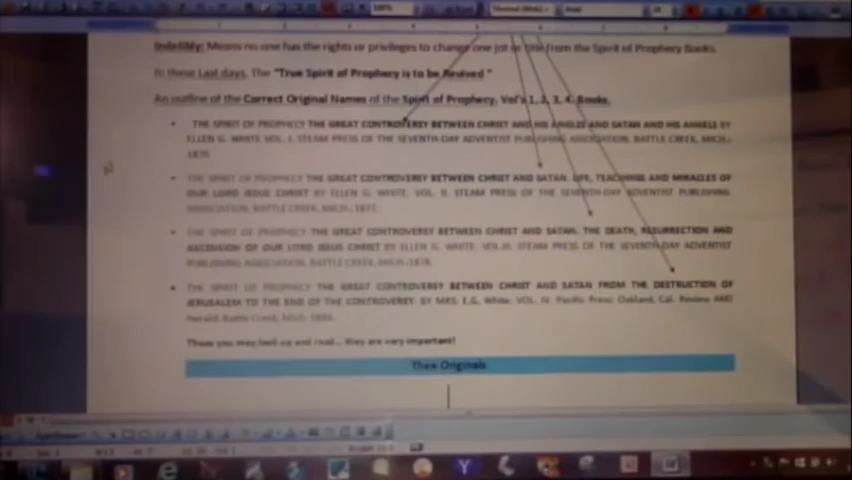 Indelibly: Means no one has the rights or privileges to change one jot or title from the Spirit of Prophecy Books.
In these Last days, The "True Spirit of Prophecy is to be Revived "
An outline of the Correct Original Names of the Spirit of Prophecy, Vol's 1, 2, 3, 4- Books.
THE SPIRIT OF PROPHECY THE GREAT CONTROVERSY BETWEEN CHRIST AND HIS ANGELS AND SATAN AND HIS ANGELS BY
ELLEN G. WHITE VOL. I. STEAM PRESS OF THE SEVENTH-DAY ADVENTIST PUBLISHING ASSOCIATION. BATTLE CREEK, MICH.;
1870
THE SPIRIT OF PROPHECY THE GREAT CONTROVERSY BETWEEN CHRIST AND SATAN. LIFE, TEACHINGS AND MIRACLES OF
OUR LORD JESUS CHRIST BY ELLEN G. WHITE. VOL. II. STEAM PRESS OF THE SEVENTH-DAY ADVENTIST PUBLISHING
ASSOCIATION. BATTLE CREEK, MICH.; 1877.
THE SPIRIT OF PROPHECY THE GREAT CONTROVERSY BETWEEN CHRIST AND SATAN. THE DEATH, RESURRECTION AND
ASCENSION OF OUR LORD JESUS CHRIST BY ELLEN G. WHITE. VOL.III. STEAM PRESS OF THE SEVENTH-DAY ADVENTIST
PUBLISHING ASSOCIATION. BATTLE CREEK, MICH.; 1878.
THE SPIRIT OF PROPHECY THE GREAT CONTROVERSY BETWEEN CHRIST AND SATAN FROM THE DESTRUCTION OF
JERUSALEM TO THE END OF THE CONTROVERSY. BY MRS. E.G. White. VOL. IV. Pacific Press: Oakland, Cal. Review AND
Herald: Battle Creek, Mich.
These you may look up and read... they are very important!
Then Originals